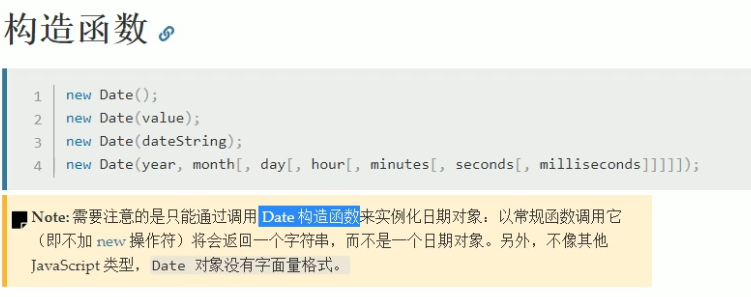 构造函数
1 new Date();
2 new Date(value);
3 new Date(dateString);
4 new Date(year, month[, day[, hour[, minutes[, seconds[, milliseconds]]]]]);
Note: 需要注意的是只能通过调用 Date 构造函数来实例化日期对象：以常规函数调用它
（即不加 new 操作符）将会返回一个字符串，而不是一个日期对象。另外，不像其他
JavaScript 类型，Date 对象没有字面量格式。